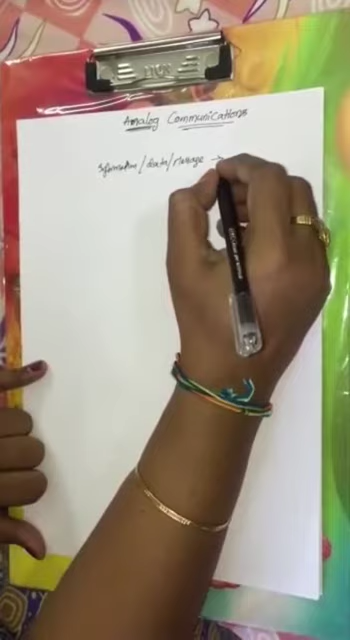 Analog Communications
Information / data / message →